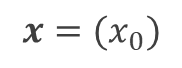 𝒙 = (𝑥₀)